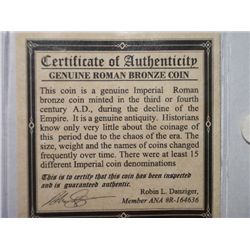 Certificate of Authenticity
GENUINE ROMAN BRONZE COIN
This coin is a genuine Imperial Roman
bronze coin minted in the third or fourth
century A.D., during the decline of the
Empire. It is a genuine antiquity. Historians
know only very little about the coinage of
this period due to the chaos of the era. The
size, weight and the names of coins changed
frequently over time. There were at least 15
different Imperial coin denominations
This is to certify that this coin has been inspected
and is guaranteed authentic.
Robin L. Danziger,
Member ANA #R-164636